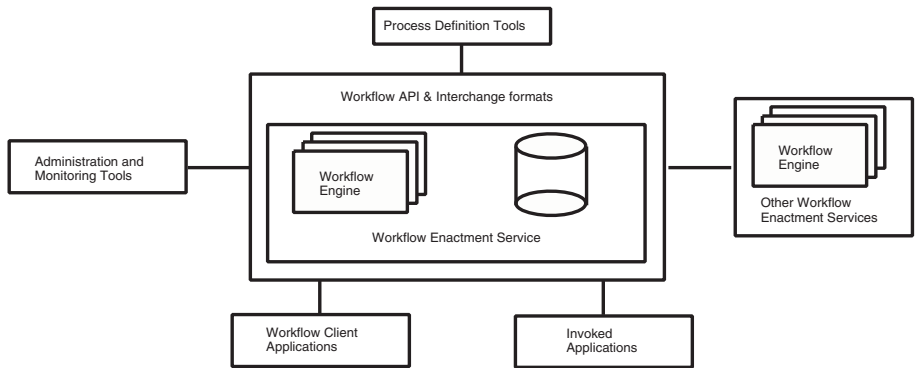 Process Definition Tools
Workflow API & Interchange formats
Administration and
Monitoring Tools
Workflow
Engine
Workflow Enactment Service
Workflow
Engine
Other Workflow
Enactment Services
Workflow Client
Applications
Invoked
Applications